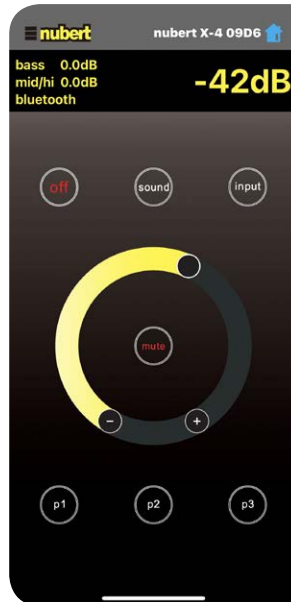 nubert nubert X-4 09D6
bass 0.0dB
mid/hi 0.0dB
bluetooth
-42dB
off sound input
mute
- +
p1 p2 p3